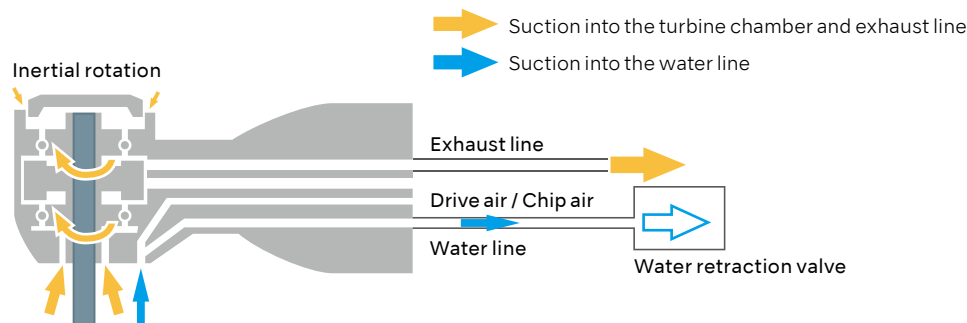 Suction into the turbine chamber and exhaust line
Suction into the water line
Inertial rotation
Exhaust line
Drive air / Chip air
Water line
Water retraction valve